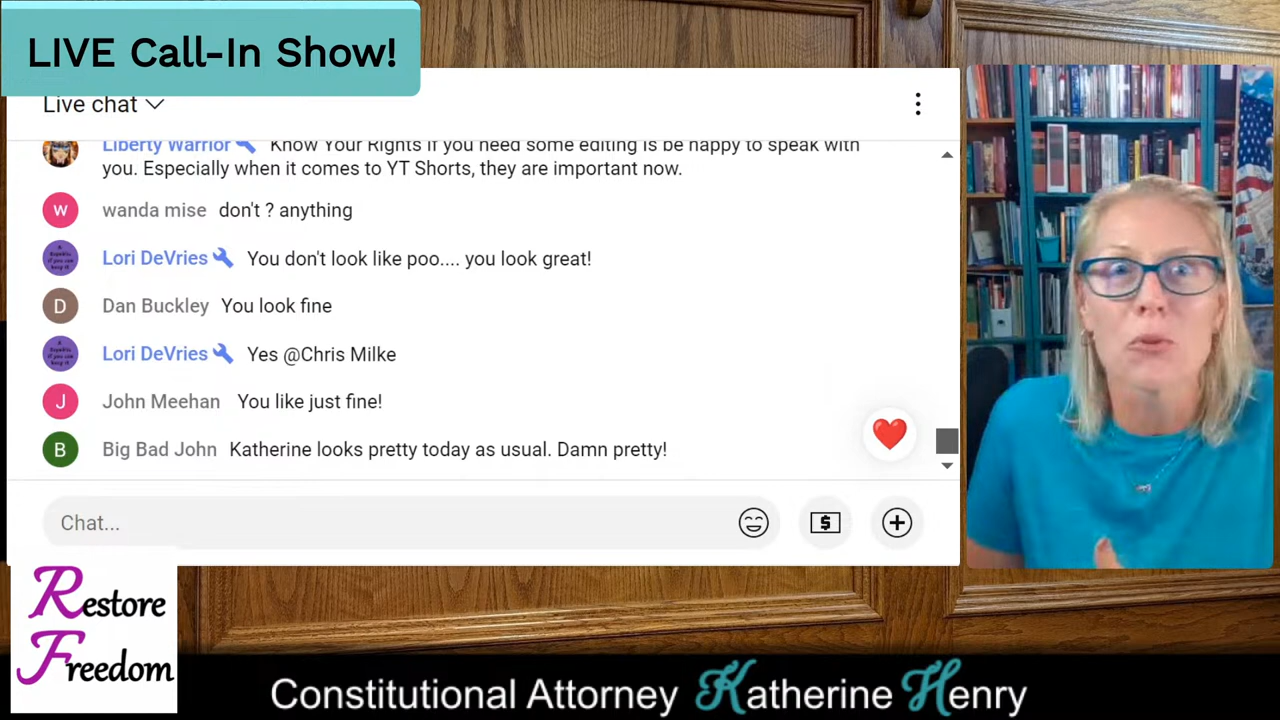 LIVE Call-In Show!
Live chat
Liberty Warrior Know Your Rights if you need some editing is be happy to speak with
you. Especially when it comes to YT Shorts, they are important now.
W wanda mise don't ? anything
Lori DeVries You don't look like poo.... you look great!
D Dan Buckley You look fine
Lori DeVries Yes @Chris Milke
J John Meehan You like just fine!
B Big Bad John Katherine looks pretty today as usual. Damn pretty!
Chat...
Restore
Freedom
Constitutional Attorney Katherine Henry